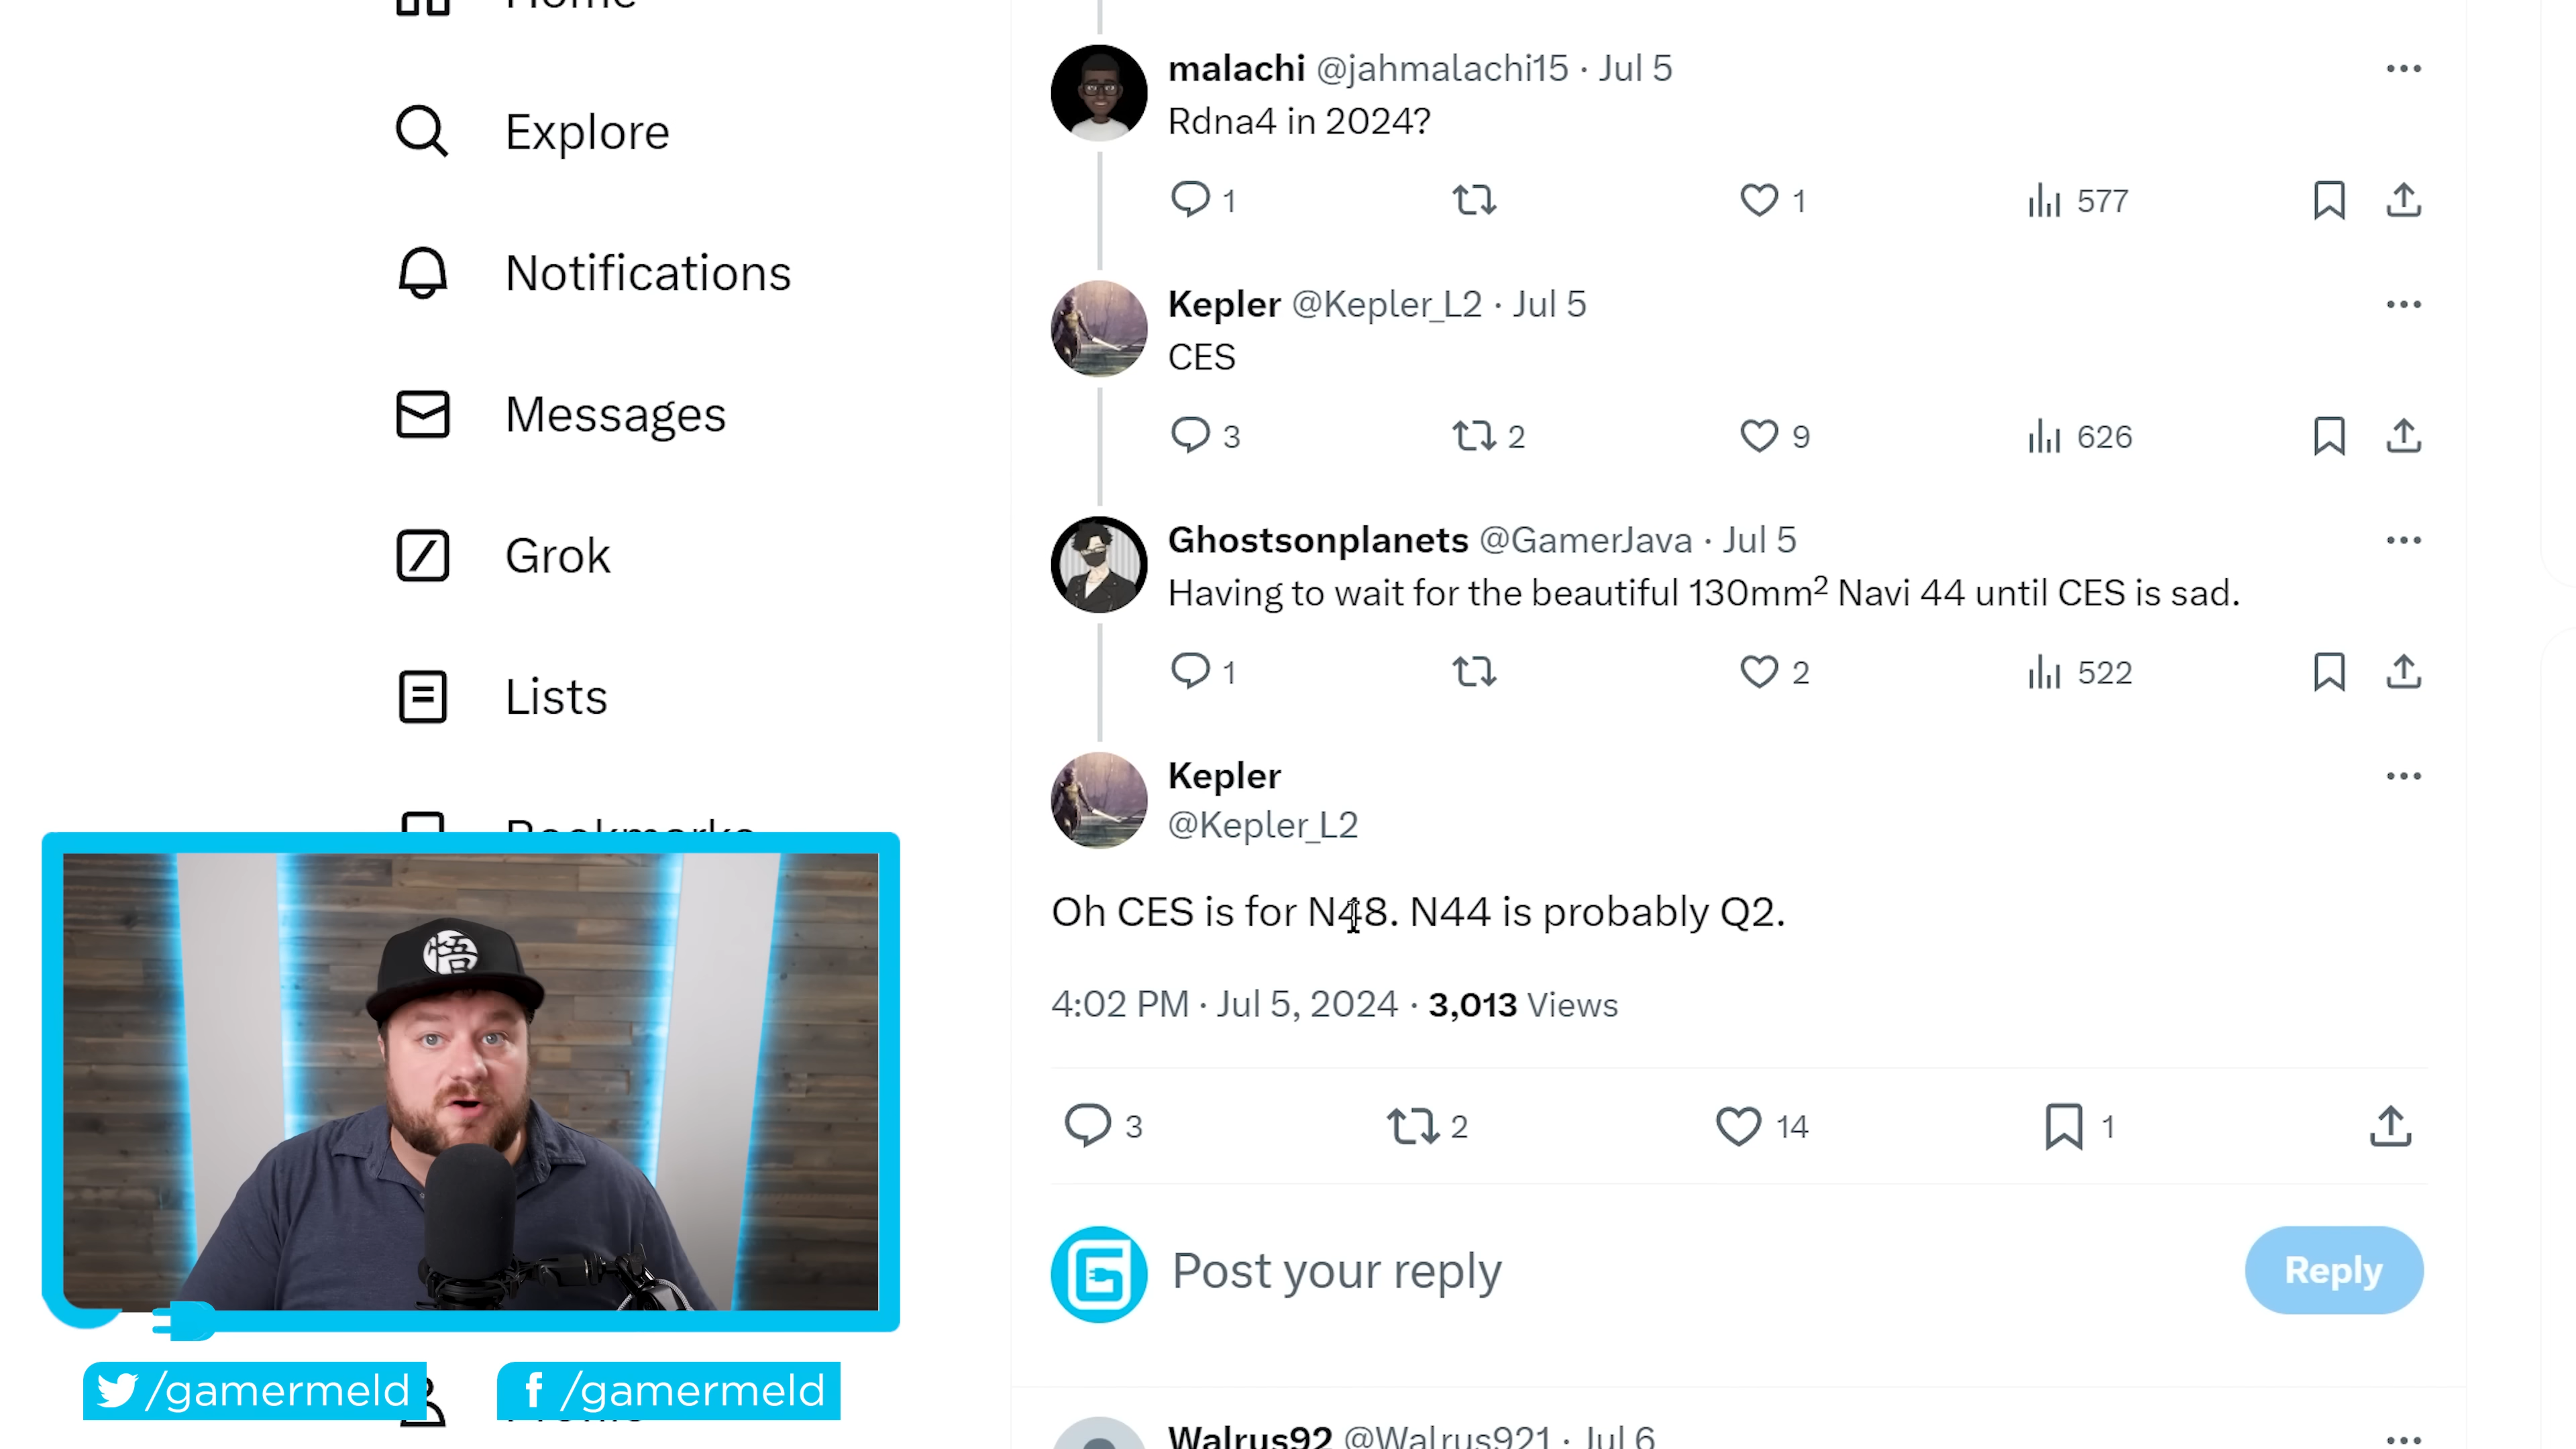 Explore
Notifications
Messages
Grok
Lists
malachi @jahmalachi15 · Jul 5
Rdna4 in 2024?
1 1 577
Kepler @Kepler_L2 · Jul 5
CES
3 2 9 626
Ghostsonplanets @GamerJava · Jul 5
Having to wait for the beautiful 130mm² Navi 44 until CES is sad.
1 2 522
Kepler
@Kepler_L2
Oh CES is for N48. N44 is probably Q2.
4:02 PM · Jul 5, 2024 · 3,013 Views
3 2 14 1
Post your reply
Reply
Walrus92 @Walrus921 · Jul 6
悟
/gamermeld
/gamermeld